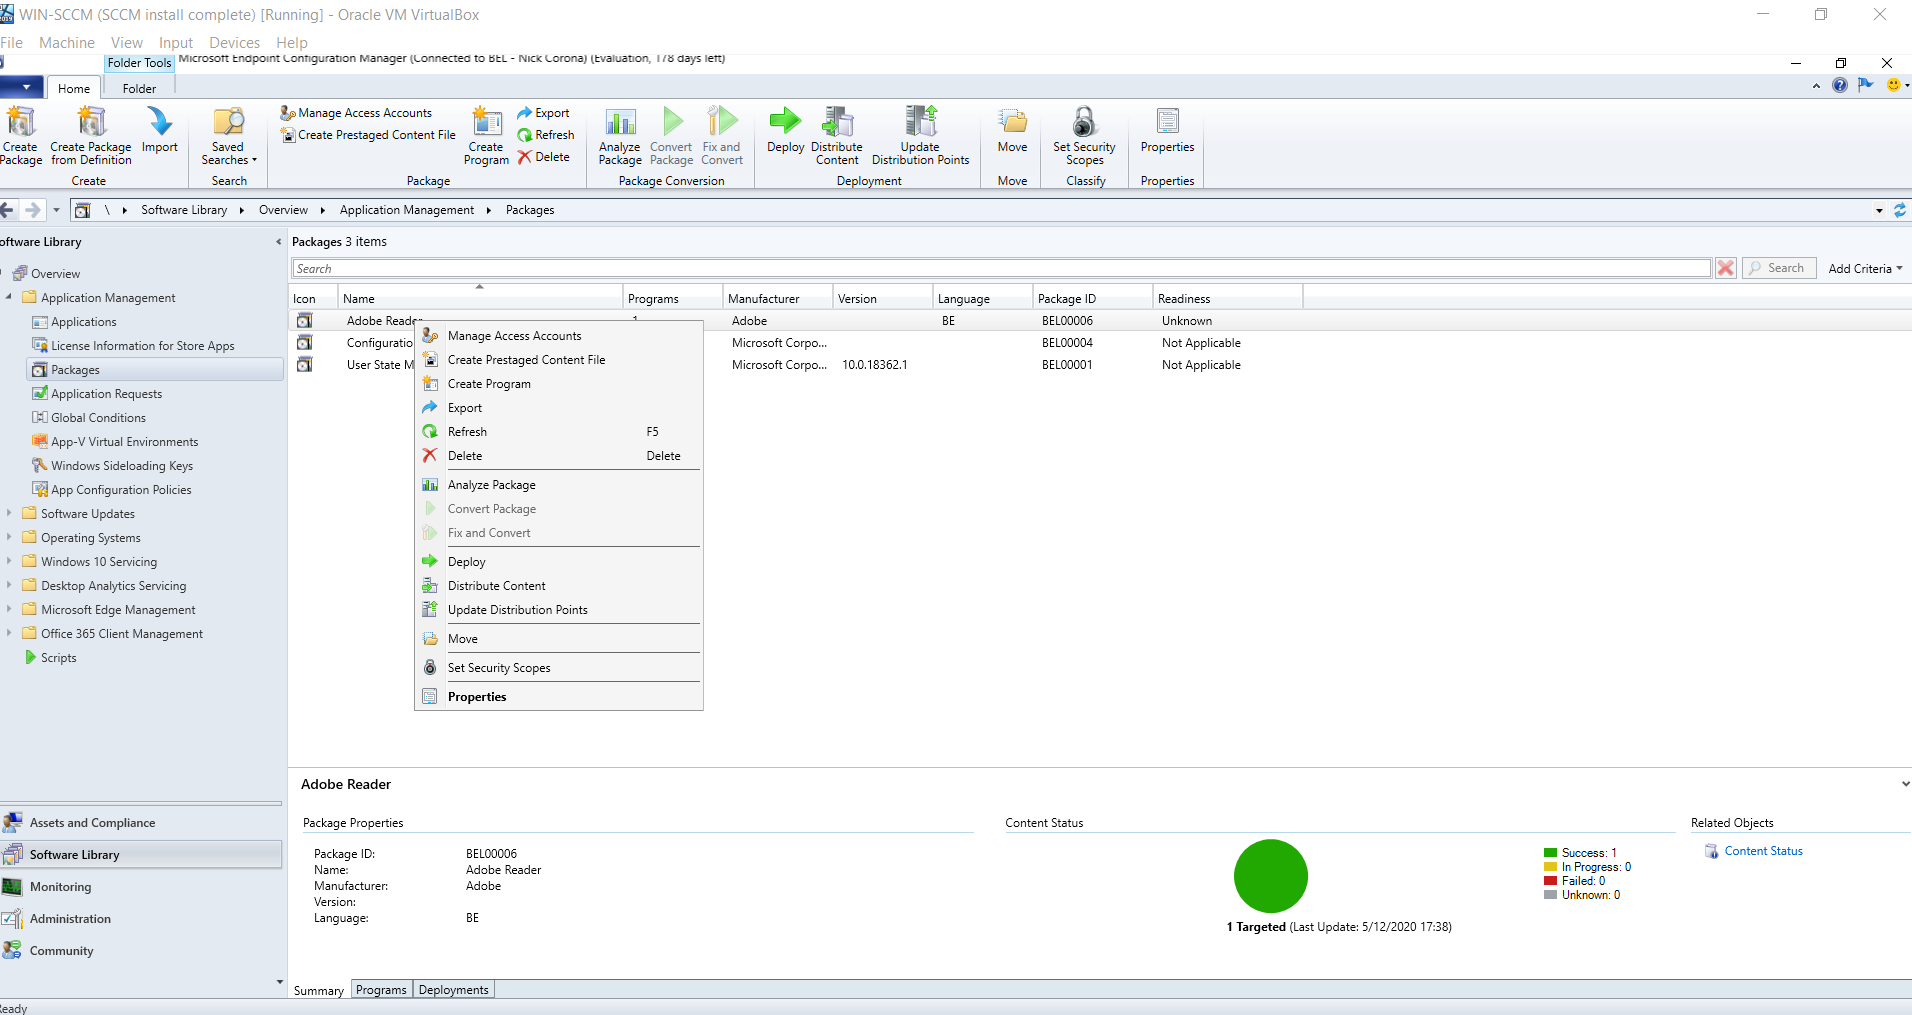 WIN-SCCM (SCCM install complete) [Running] - Oracle VM VirtualBox
File Machine View Input Devices Help
Folder Tools Microsoft Endpoint Configuration Manager (Connected to BEL - Nick Corona) (Evaluation, 178 days left)
Home Folder
Create Package
Create Package from Definition
Import
Create
Saved Searches
Search
Manage Access Accounts
Create Prestaged Content File
Create Program
Export
Refresh
Delete
Package
Analyze Package
Convert Package
Fix and Convert
Package Conversion
Deploy
Distribute Content
Update Distribution Points
Deployment
Move
Move
Set Security Scopes
Classify
Properties
Properties
\ Software Library Overview Application Management Packages
oftware Library
Overview
Application Management
Applications
License Information for Store Apps
Packages
Application Requests
Global Conditions
App-V Virtual Environments
Windows Sideloading Keys
App Configuration Policies
Software Updates
Operating Systems
Windows 10 Servicing
Desktop Analytics Servicing
Microsoft Edge Management
Office 365 Client Management
Scripts
Assets and Compliance
Software Library
Monitoring
Administration
Community
Packages 3 items
Search Search Add Criteria
Icon Name Programs Manufacturer Version Language Package ID Readiness
Adobe Reader 1 Adobe BE BEL00006 Unknown
Configuratio Microsoft Corpo... BEL00004 Not Applicable
User State M Microsoft Corpo... 10.0.18362.1 BEL00001 Not Applicable
Manage Access Accounts
Create Prestaged Content File
Create Program
Export
Refresh F5
Delete Delete
Analyze Package
Convert Package
Fix and Convert
Deploy
Distribute Content
Update Distribution Points
Move
Set Security Scopes
Properties
Adobe Reader
Package Properties
Package ID: BEL00006
Name: Adobe Reader
Manufacturer: Adobe
Version:
Language: BE
Content Status
Success: 1
In Progress: 0
Failed: 0
Unknown: 0
1 Targeted (Last Update: 5/12/2020 17:38)
Related Objects
Content Status
Summary Programs Deployments
eady